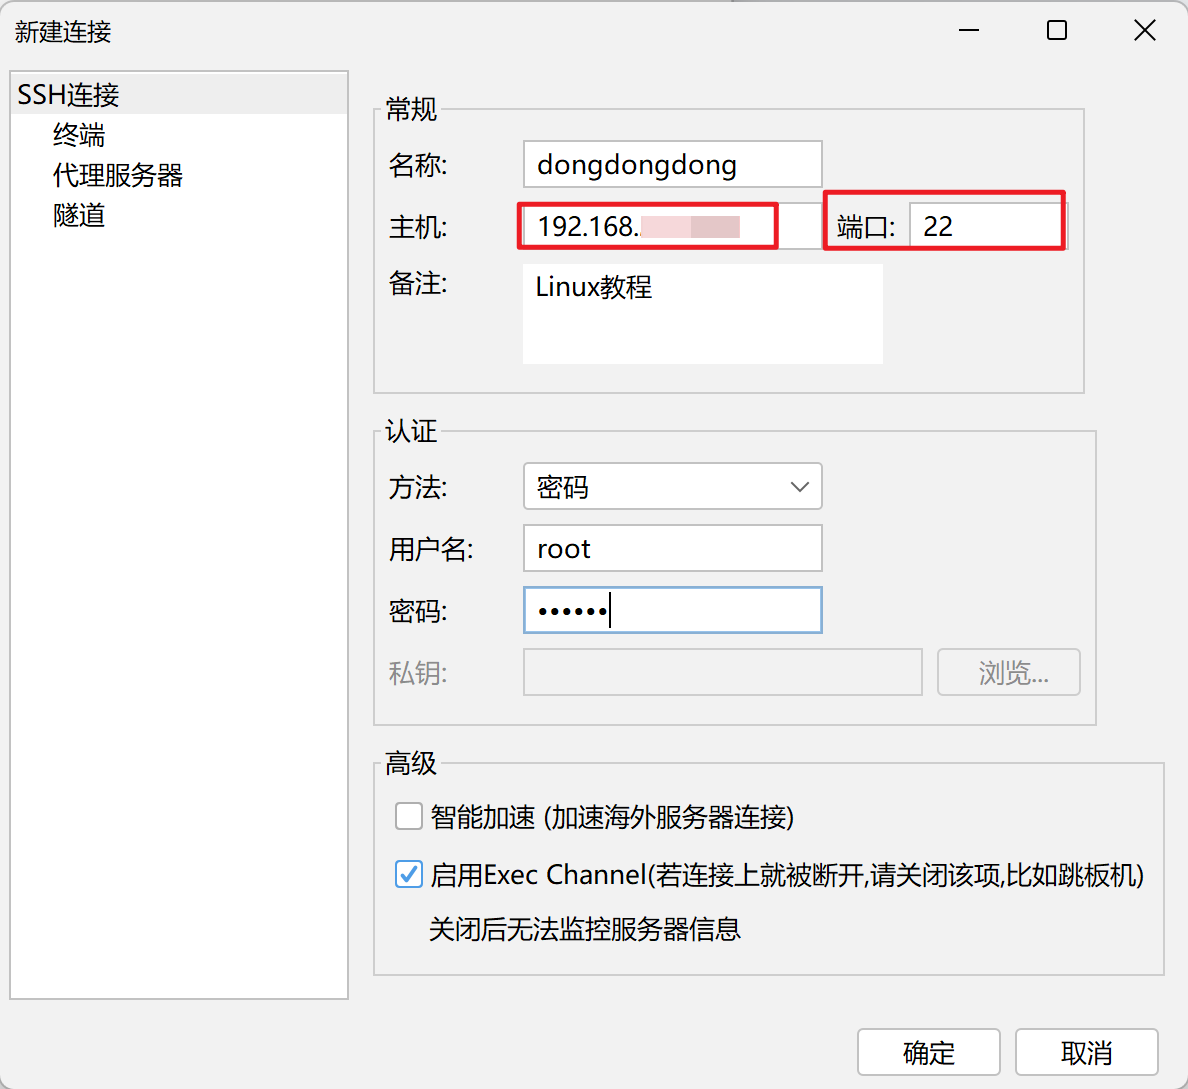 新建连接
SSH连接
终端
代理服务器
隧道
常规
名称: dongdongdong
主机: 192.168. 端口: 22
备注: Linux教程
认证
方法: 密码
用户名: root
密码: ••••••
私钥: 浏览...
高级
智能加速 (加速海外服务器连接)
启用Exec Channel(若连接上就被断开,请关闭该项,比如跳板机)
关闭后无法监控服务器信息
确定 取消